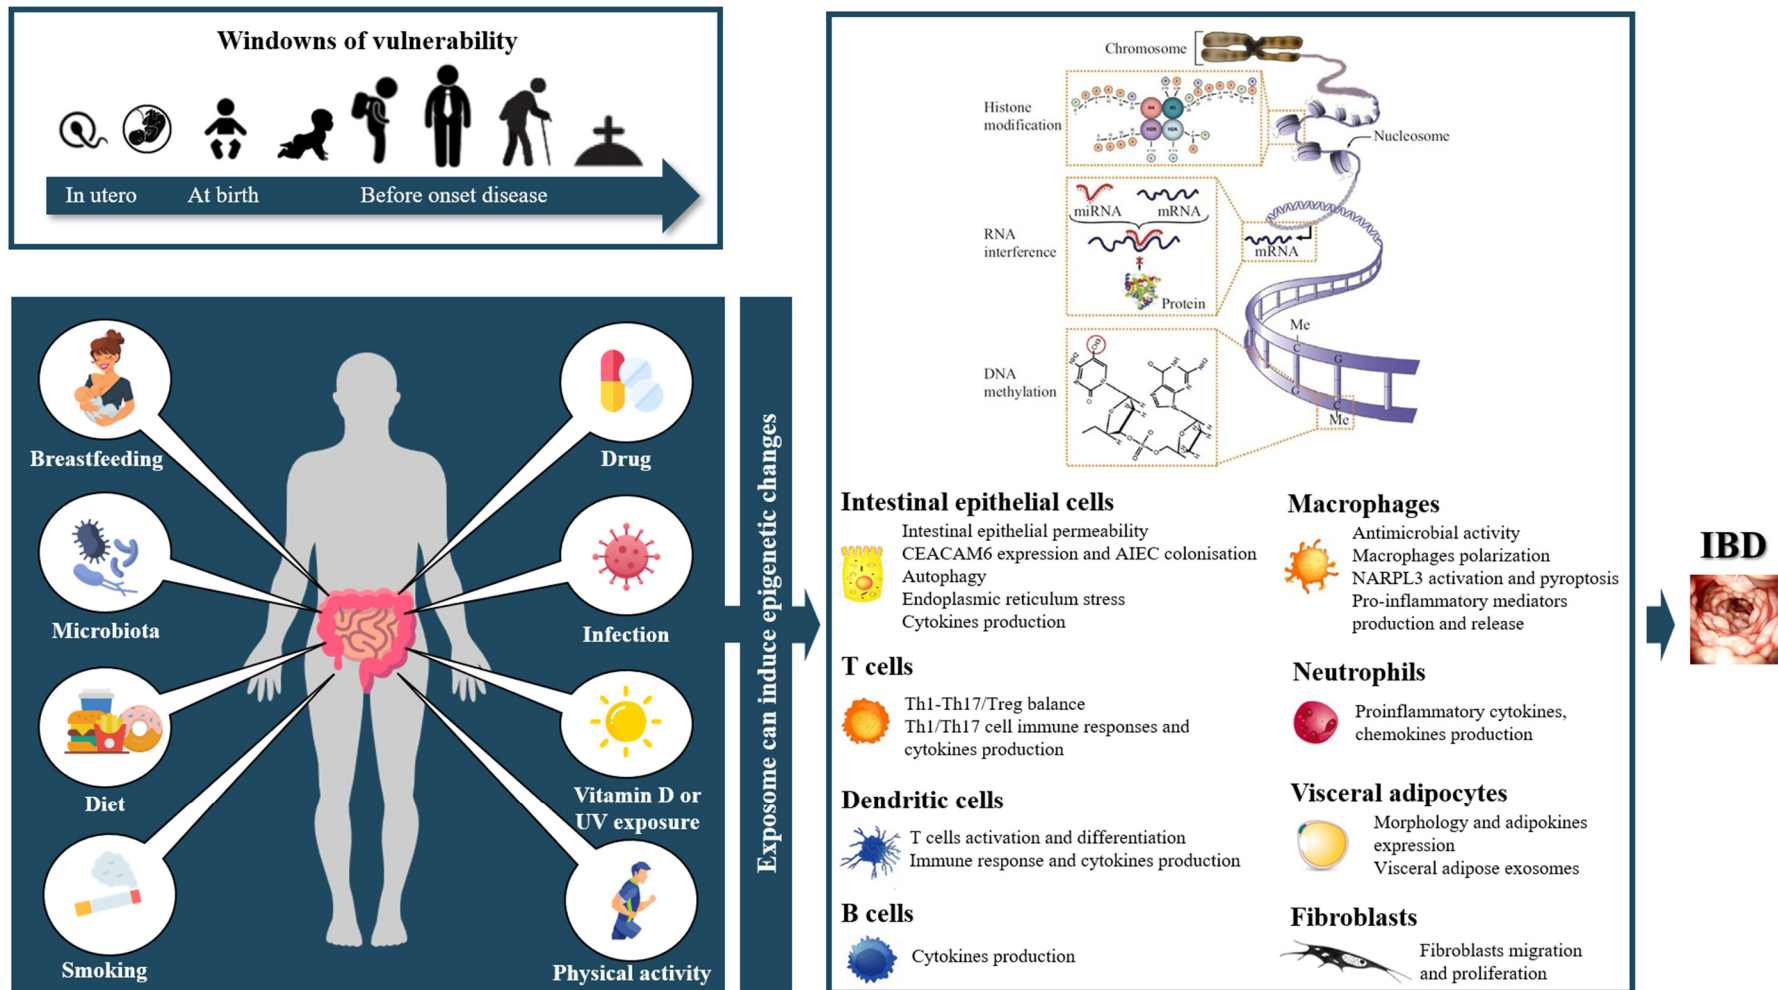 Windowns of vulnerability
In utero
At birth
Before onset disease
Breastfeeding
Drug
Microbiota
Infection
Diet
Vitamin D or
UV exposure
Smoking
Physical activity
Exposome can induce epigenetic changes
Chromosome
Histone
modification
H4
H3
H2B
H2A
Nucleosome
miRNA
mRNA
RNA
interference
mRNA
Protein
DNA
methylation
Me
C
G
G
C
Me
Intestinal epithelial cells
Intestinal epithelial permeability
CEACAM6 expression and AIEC colonisation
Autophagy
Endoplasmic reticulum stress
Cytokines production
T cells
Th1-Th17/Treg balance
Th1/Th17 cell immune responses and
cytokines production
Dendritic cells
T cells activation and differentiation
Immune response and cytokines production
B cells
Cytokines production
Macrophages
Antimicrobial activity
Macrophages polarization
NARPL3 activation and pyroptosis
Pro-inflammatory mediators
production and release
Neutrophils
Proinflammatory cytokines,
chemokines production
Visceral adipocytes
Morphology and adipokines
expression
Visceral adipose exosomes
Fibroblasts
Fibroblasts migration
and proliferation
IBD